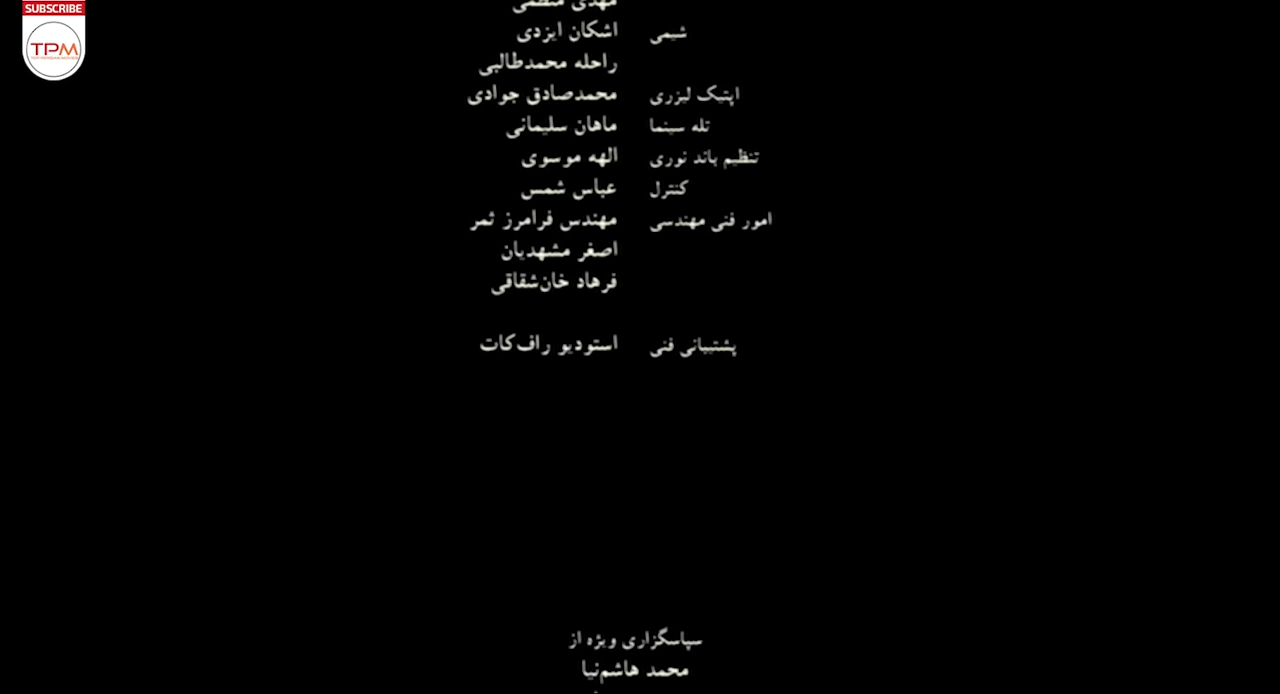 SUBSCRIBE
TPM
مهدی
شیمی اشکان ایزدی
راحله محمدطالبی
اپتیک لیزری محمدصادق جوادی
تله سینما ماهان سلیمانی
تنظیم باند نوری الهه موسوی
کنترل عباس شمس
امور فنی مهندسی مهندس فرامرز ثمر
اصغر مشهدیان
فرهاد خان‌شقاقی
پشتیبانی فنی استودیو راف‌کات
سپاسگزاری ویژه از
محمد هاشم‌نیا